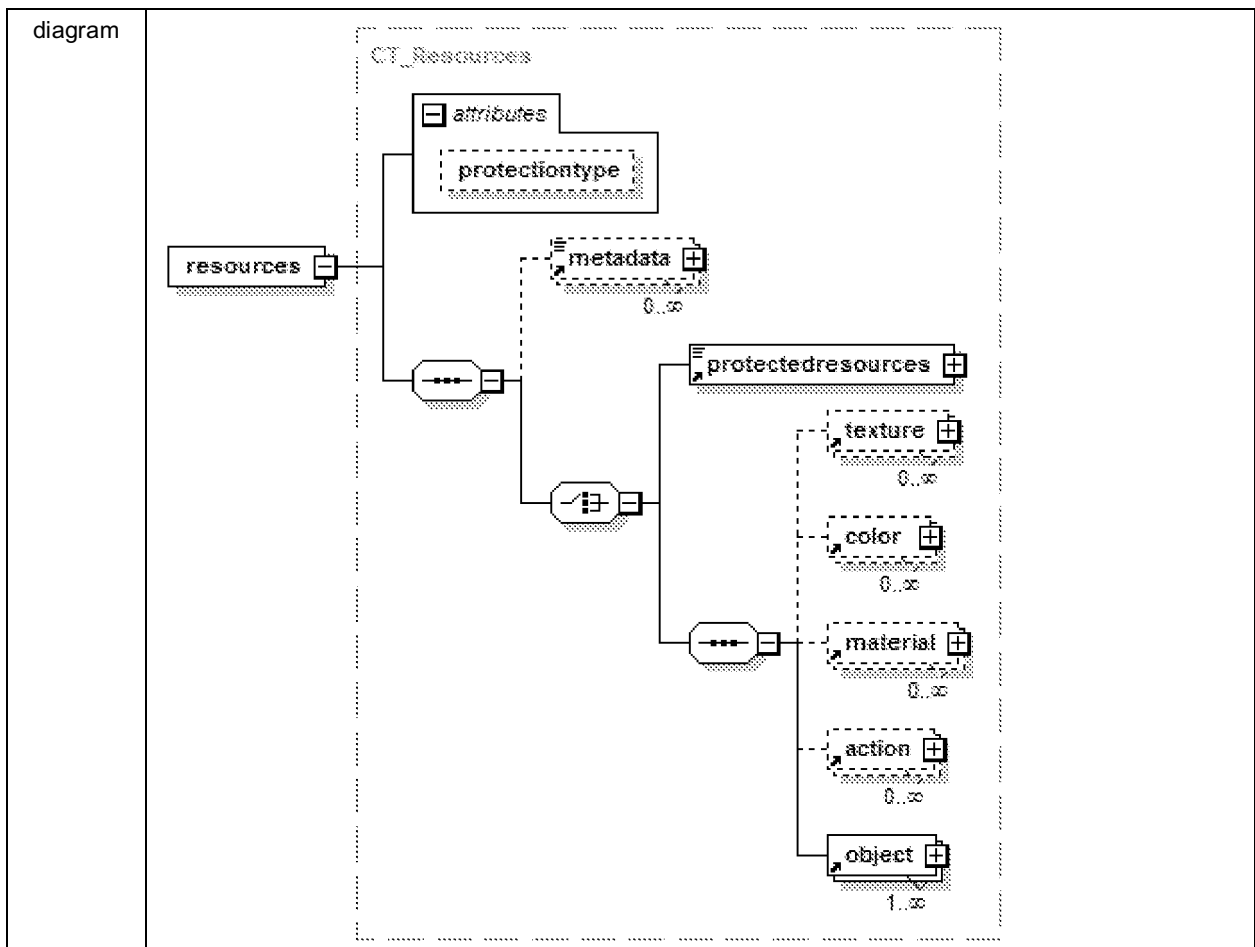 diagram
CT_Resources
attributes
protectiontype
resources
metadata
0..∞
protectedresources
texture
0..∞
color
0..∞
material
0..∞
action
0..∞
object
1..∞